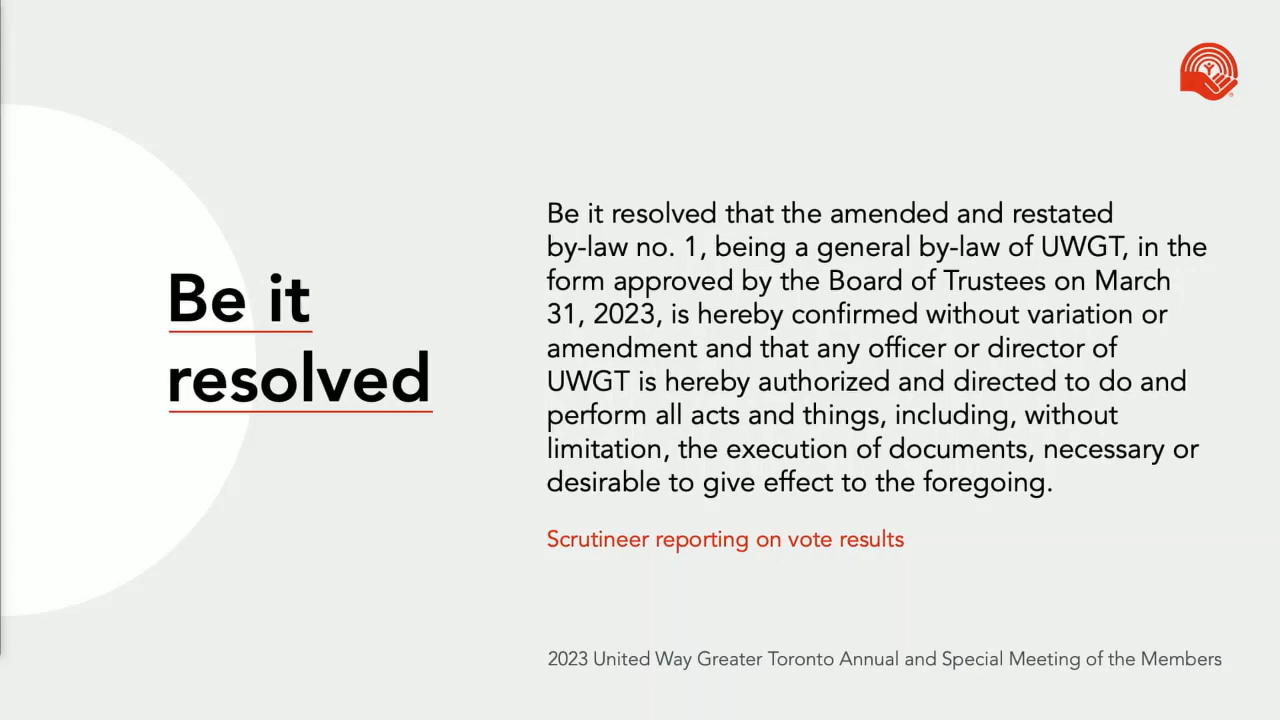 Be it
resolved
Be it resolved that the amended and restated
by-law no. 1, being a general by-law of UWGT, in the
form approved by the Board of Trustees on March
31, 2023, is hereby confirmed without variation or
amendment and that any officer or director of
UWGT is hereby authorized and directed to do and
perform all acts and things, including, without
limitation, the execution of documents, necessary or
desirable to give effect to the foregoing.
Scrutineer reporting on vote results
2023 United Way Greater Toronto Annual and Special Meeting of the Members